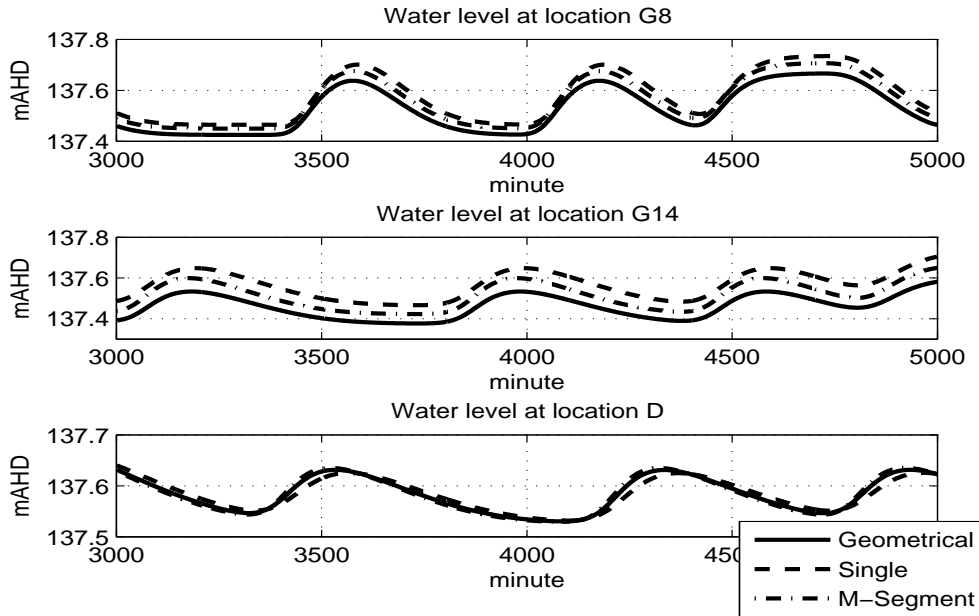 Water level at location G8
mAHD
137.8
137.6
137.4
3000
3500
4000
4500
5000
minute
Water level at location G14
mAHD
137.8
137.6
137.4
3000
3500
4000
4500
5000
minute
Water level at location D
mAHD
137.7
137.6
137.5
3000
3500
4000
minute
Geometrical
Single
M−Segment